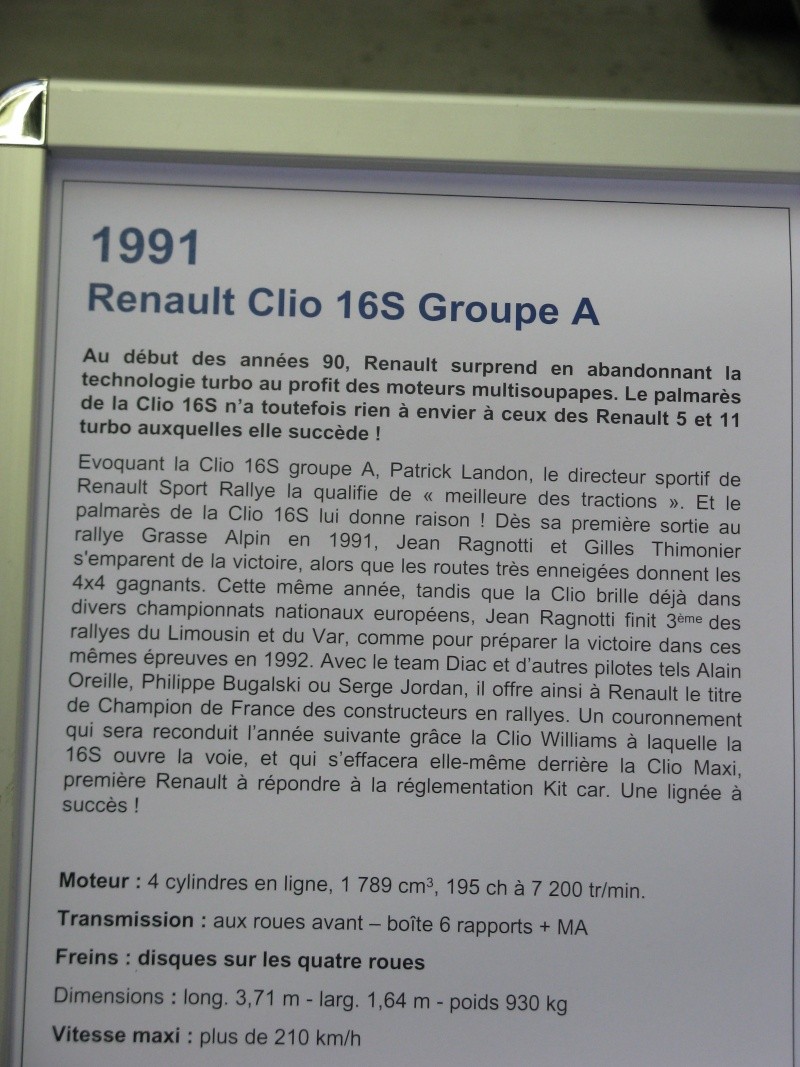 1991
Renault Clio 16S Groupe A
Au début des années 90, Renault surprend en abandonnant la
technologie turbo au profit des moteurs multisoupapes. Le palmarès
de la Clio 16S n'a toutefois rien à envier à ceux des Renault 5 et 11
turbo auxquelles elle succède !
Evoquant la Clio 16S groupe A, Patrick Landon, le directeur sportif de
Renault Sport Rallye la qualifie de « meilleure des tractions ». Et le
palmarès de la Clio 16S lui donne raison ! Dès sa première sortie au
rallye Grasse Alpin en 1991, Jean Ragnotti et Gilles Thimonier
s'emparent de la victoire, alors que les routes très enneigées donnent les
4x4 gagnants. Cette même année, tandis que la Clio brille déjà dans
divers championnats nationaux européens, Jean Ragnotti finit 3ème des
rallyes du Limousin et du Var, comme pour préparer la victoire dans ces
mêmes épreuves en 1992. Avec le team Diac et d'autres pilotes tels Alain
Oreille, Philippe Bugalski ou Serge Jordan, il offre ainsi à Renault le titre
de Champion de France des constructeurs en rallyes. Un couronnement
qui sera reconduit l'année suivante grâce la Clio Williams à laquelle la
16S ouvre la voie, et qui s'effacera elle-même derrière la Clio Maxi,
première Renault à répondre à la réglementation Kit car. Une lignée à
succès !
Moteur : 4 cylindres en ligne, 1 789 cm³, 195 ch à 7 200 tr/min.
Transmission : aux roues avant – boîte 6 rapports + MA
Freins : disques sur les quatre roues
Dimensions : long. 3,71 m - larg. 1,64 m - poids 930 kg
Vitesse maxi : plus de 210 km/h